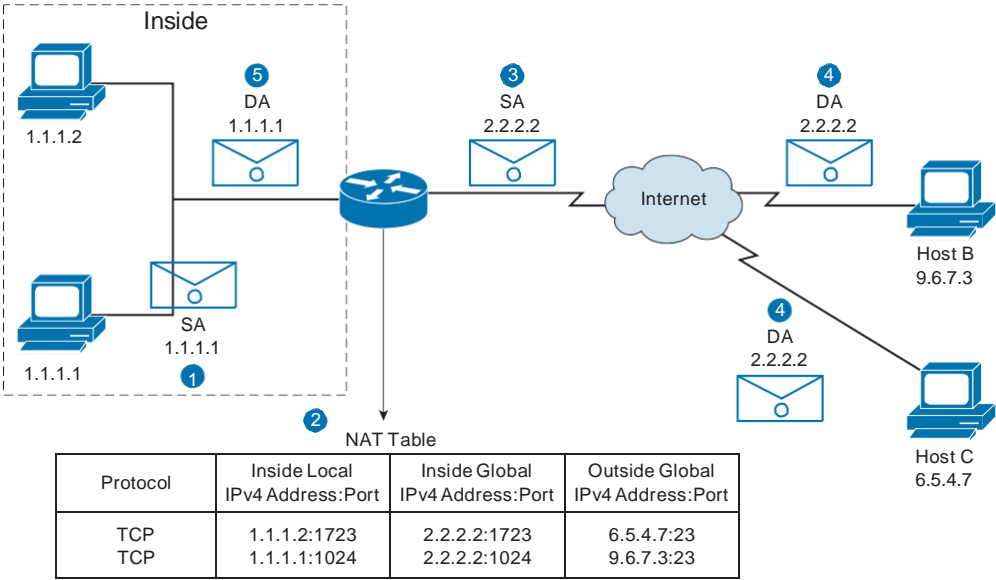 Inside
1.1.1.2
5
DA
1.1.1.1
3
SA
2.2.2.2
4
DA
2.2.2.2
Internet
Host B
9.6.7.3
SA
1.1.1.1
1
1.1.1.1
4
DA
2.2.2.2
Host C
6.5.4.7
2
NAT Table
Protocol
Inside Local
IPv4 Address:Port
Inside Global
IPv4 Address:Port
Outside Global
IPv4 Address:Port
TCP 1.1.1.2:1723 2.2.2.2:1723 6.5.4.7:23
TCP 1.1.1.1:1024 2.2.2.2:1024 9.6.7.3:23